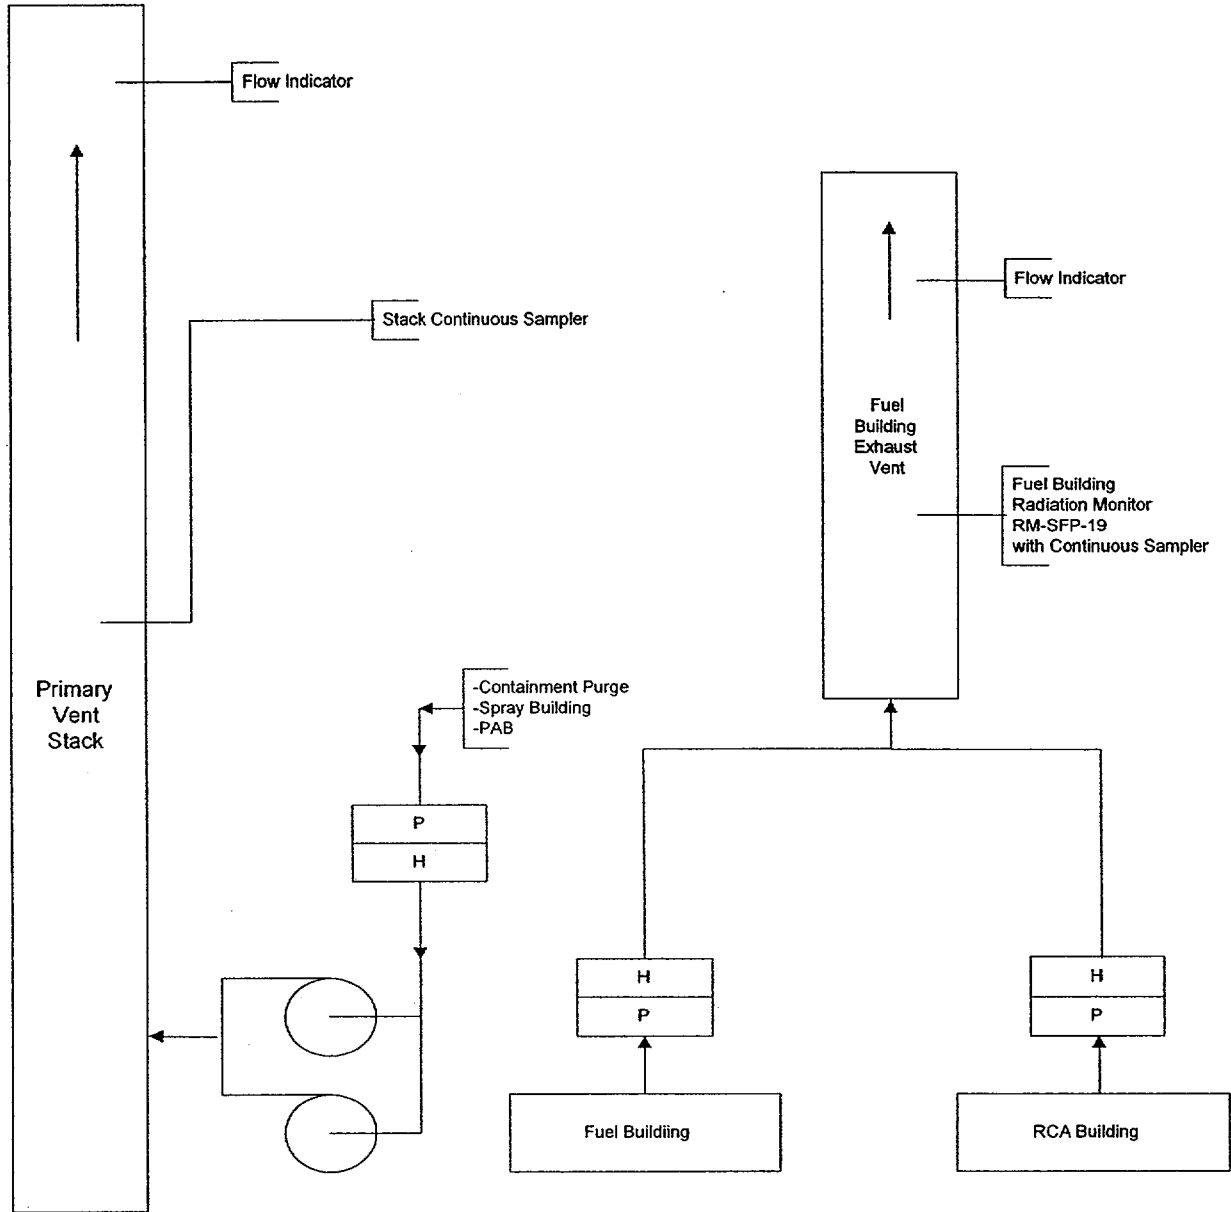 Flow Indicator
Stack Continuous Sampler
Primary
Vent
Stack
-Containment Purge
-Spray Building
-PAB
P
H
Flow Indicator
Fuel
Building
Exhaust
Vent
Fuel Building
Radiation Monitor
RM-SFP-19
with Continuous Sampler
H
P
Fuel Buildiing
H
P
RCA Building